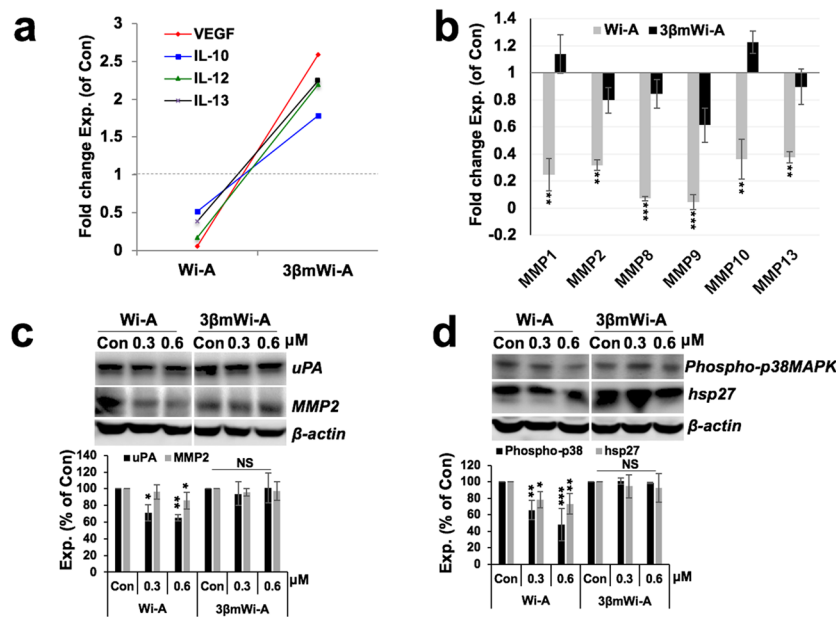 a
Fold change Exp. (of Con)
3
2.5
2
1.5
1
0.5
0
VEGF
IL-10
IL-12
IL-13
Wi-A 3βmWi-A
b
Fold change Exp. (of Con)
1.4
1.2
1
0.8
0.6
0.4
0.2
0
-0.2
Wi-A 3βmWi-A
** *** *** *** ** ***
MMP1 MMP2 MMP8 MMP9 MMP10 MMP13
c
Wi-A 3βmWi-A
Con 0.3 0.6 Con 0.3 0.6 μM
uPA
MMP2
β-actin
Exp. (% of Con)
140
120
100
80
60
40
20
0
uPA MMP2
NS
* ** *
Con 0.3 0.6 Con 0.3 0.6 μM
Wi-A 3βmWi-A
d
Wi-A 3βmWi-A
Con 0.3 0.6 Con 0.3 0.6 μM
Phospho-p38MAPK
hsp27
β-actin
Exp. (% of Con)
120
100
80
60
40
20
0
Phospho-p38 hsp27
NS
** * *** **
Con 0.3 0.6 Con 0.3 0.6 μM
Wi-A 3βmWi-A